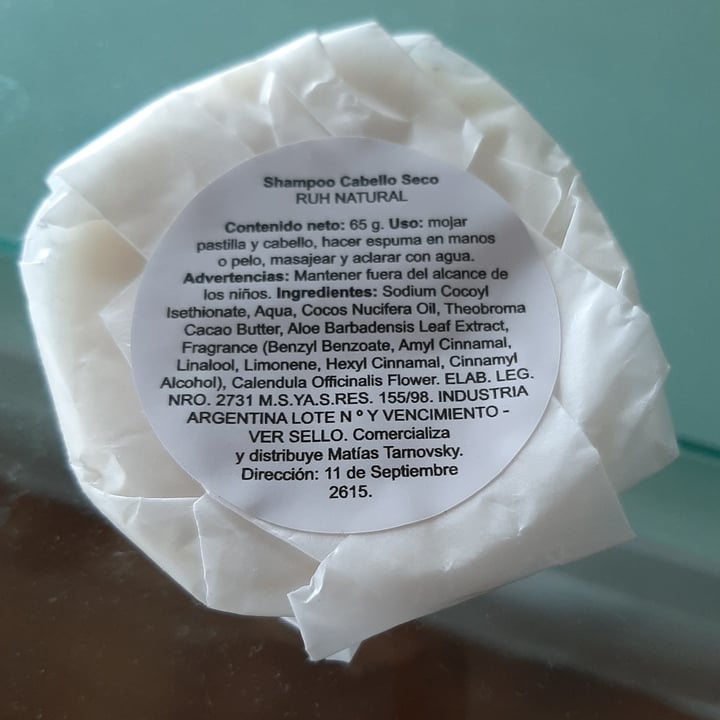 Shampoo Cabello Seco
RUH NATURAL
Contenido neto: 65 g. Uso: mojar
pastilla y cabello, hacer espuma en manos
o pelo, masajear y aclarar con agua.
Advertencias: Mantener fuera del alcance de
los niños. Ingredientes: Sodium Cocoyl
Isethionate, Aqua, Cocos Nucifera Oil, Theobroma
Cacao Butter, Aloe Barbadensis Leaf Extract,
Fragrance (Benzyl Benzoate, Amyl Cinnamal,
Linalool, Limonene, Hexyl Cinnamal, Cinnamyl
Alcohol), Calendula Officinalis Flower. ELAB. LEG.
NRO. 2731 M.S.YA.S.RES. 155/98. INDUSTRIA
ARGENTINA LOTE N º Y VENCIMIENTO -
VER SELLO. Comercializa
y distribuye Matías Tarnovsky.
Dirección: 11 de Septiembre
2615.